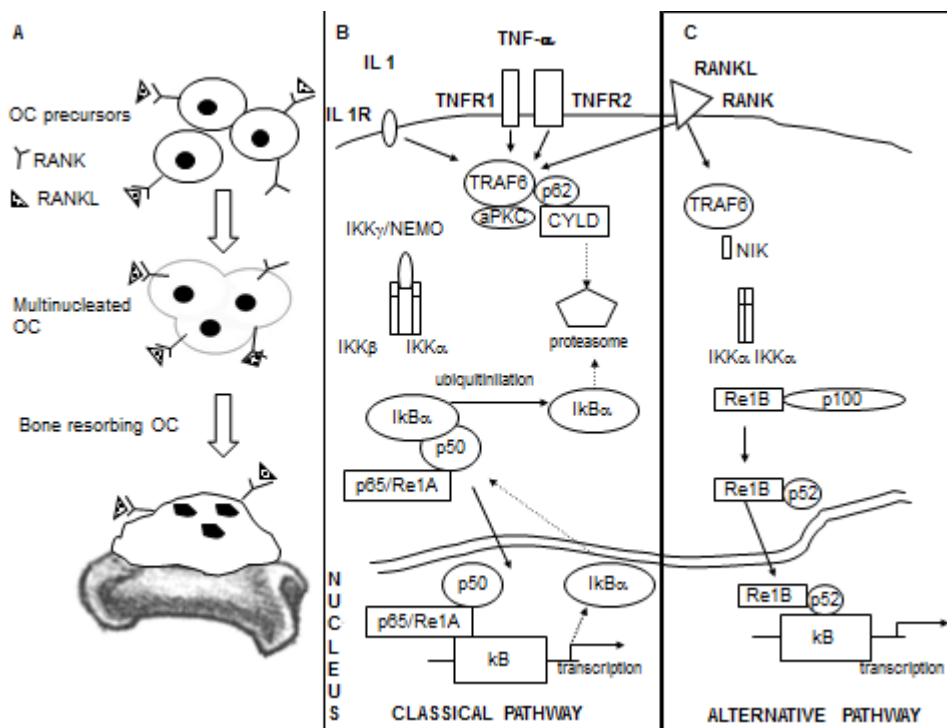 A
OC precursors
RANK
RANKL
Multinucleated
OC
Bone resorbing OC
B
TNF-α
IL 1
TNFR1
TNFR2
IL 1R
TRAF6
p62
aPKC
CYLD
IKKγ/NEMO
IKKβ
IKKα
proteasome
ubiquitinilation
IkBα
IkBα
p50
p65/Re1A
NUCLEUS
p50
IkBα
p65/Re1A
kB
transcription
CLASSICAL PATHWAY
C
RANKL
RANK
TRAF6
NIK
IKKα IKKα
Re1B
p100
Re1B
p52
Re1B
p52
kB
transcription
ALTERNATIVE PATHWAY